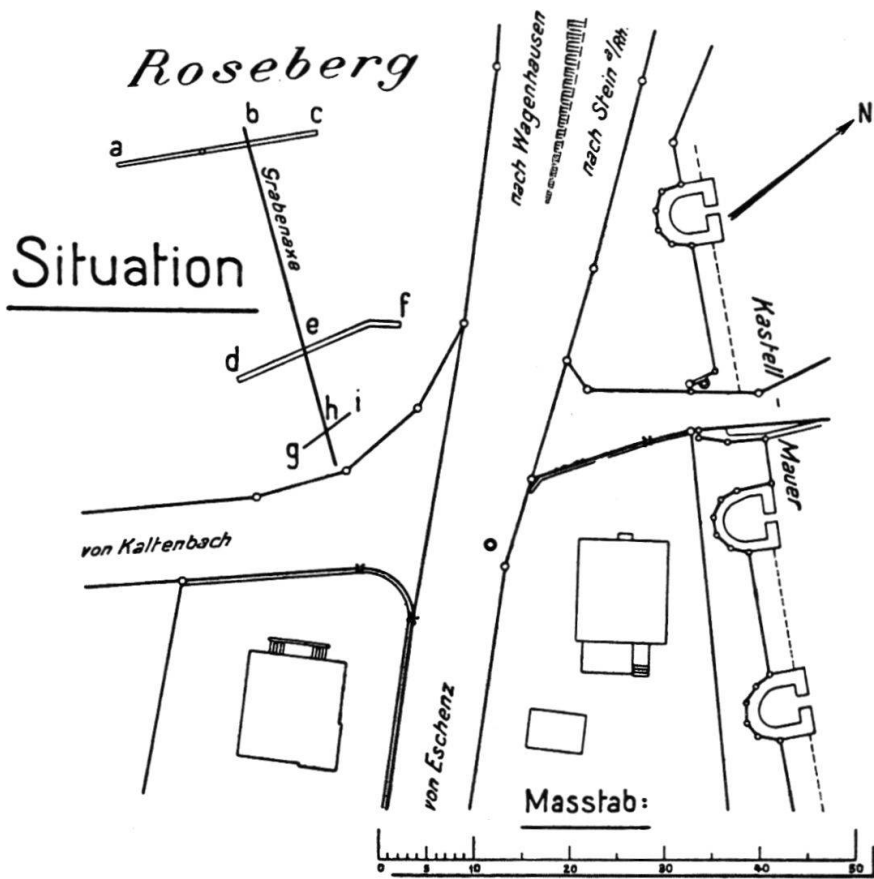 Roseberg
a
b
c
Grabenaxe
Situation
d
e
f
g
h
i
nach Wagenhausen
nach Stein a/Rh.
N
Kastell-
Mauer
von Kaltenbach
von Eschenz
Masstab:
0 5 10 20 30 40 50